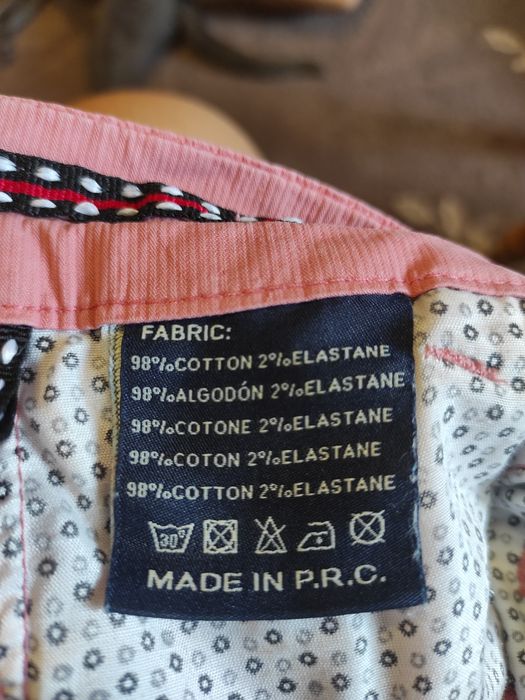 FABRIC:
98%COTTON 2%ELASTANE
98%ALGODÓN 2%ELASTANE
98%COTONE 2%ELASTANE
98%COTON 2%ELASTANE
98%COTTON 2%ELASTANE
30°
MADE IN P.R.C.